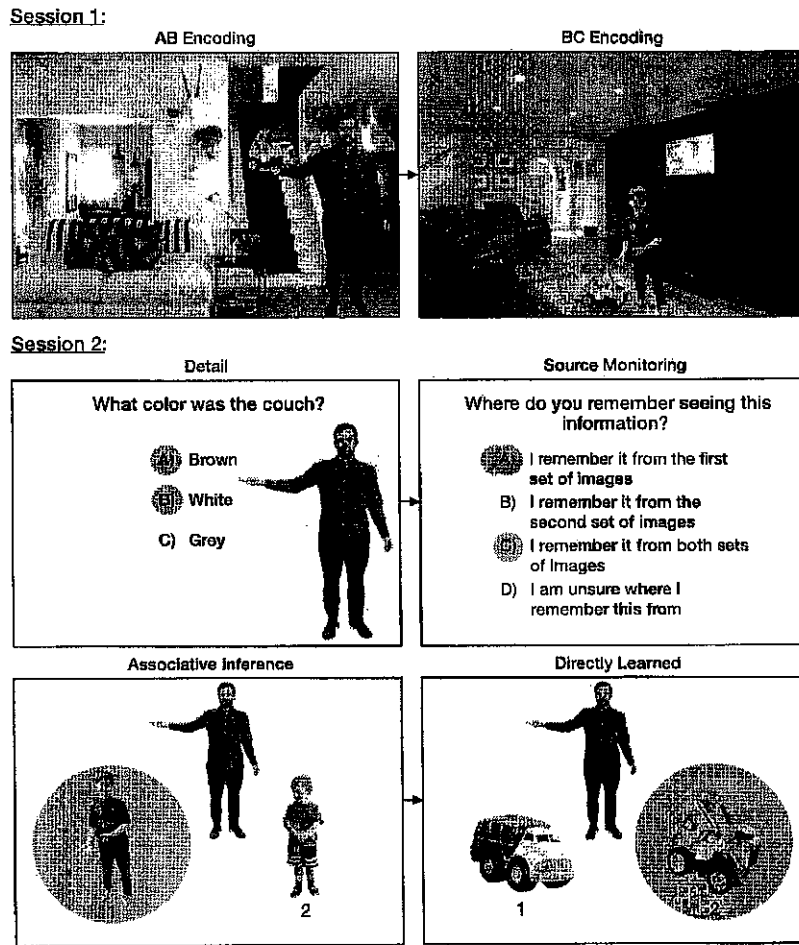 Session 1:
AB Encoding
BC Encoding
Session 2:
Detail
Source Monitoring
What color was the couch?
A) Brown
B) White
C) Grey
Where do you remember seeing this
information?
A) I remember it from the first
set of images
B) I remember it from the
second set of images
C) I remember it from both sets
of images
D) I am unsure where I
remember this from
Associative Inference
Directly Learned
2
1
2